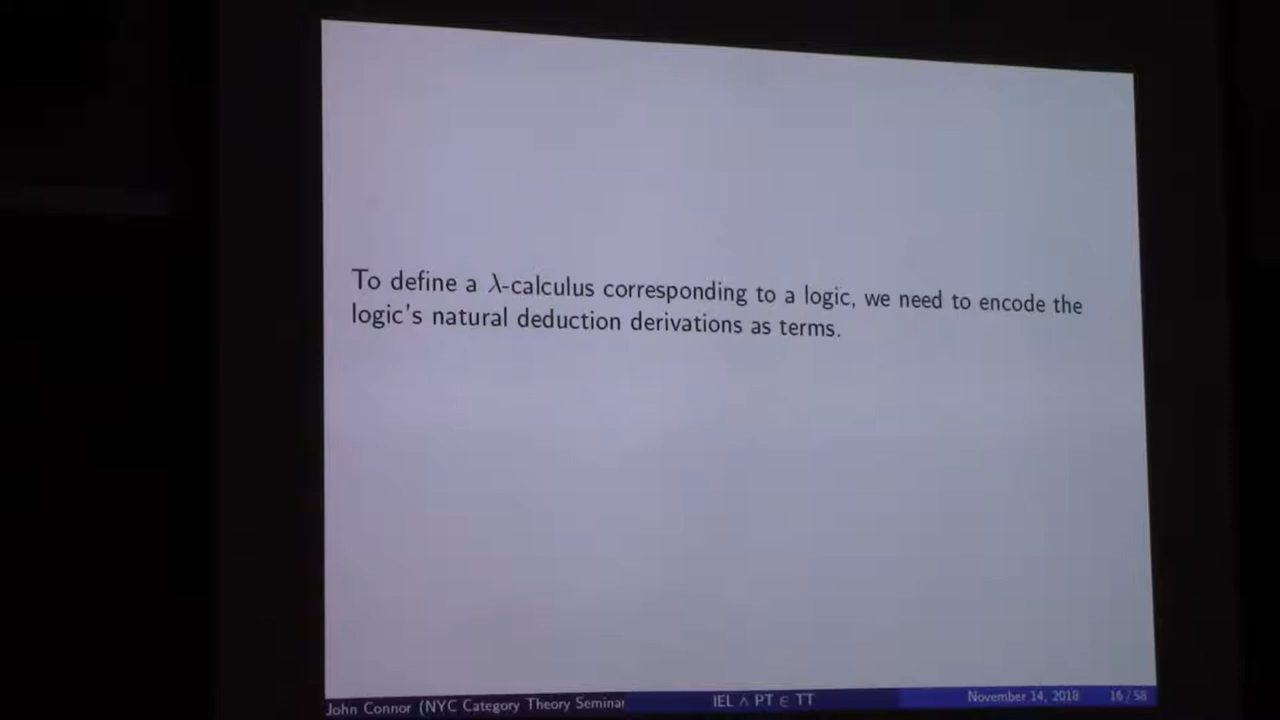 To define a λ-calculus corresponding to a logic, we need to encode the
logic's natural deduction derivations as terms.
John Connor (NYC Category Theory Seminar IEL ∧ PT ∈ TT November 14, 2018 16 / 58